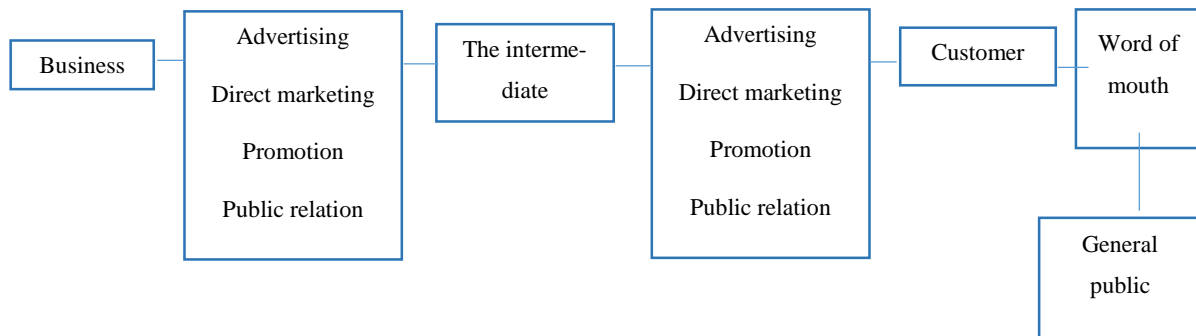 Business
Advertising
Direct marketing
Promotion
Public relation
The interme-
diate
Advertising
Direct marketing
Promotion
Public relation
Customer
Word of
mouth
General
public